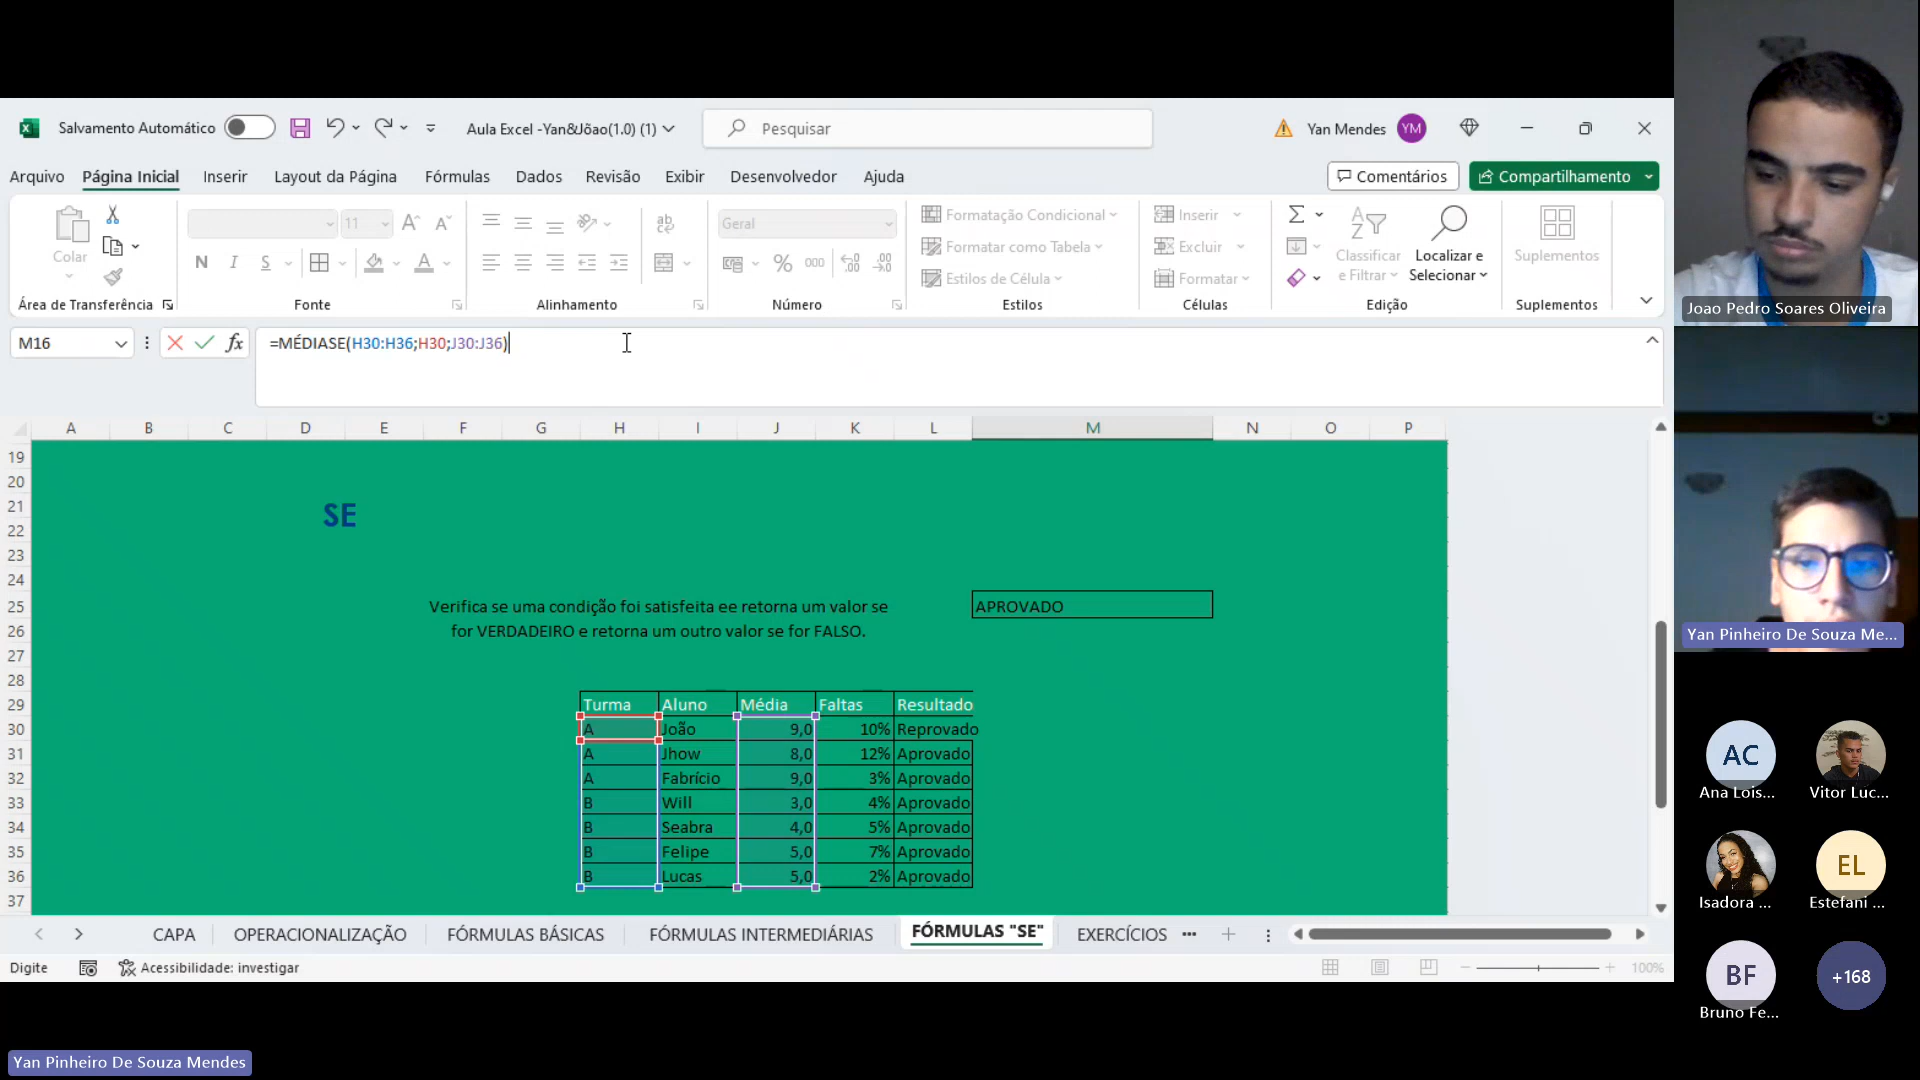 Salvamento Automático
Aula Excel -Yan&Jõao(1.0) (1)
Pesquisar
Yan Mendes
YM
Arquivo
Página Inicial
Inserir
Layout da Página
Fórmulas
Dados
Revisão
Exibir
Desenvolvedor
Ajuda
Comentários
Compartilhamento
Colar
Área de Transferência
11
N I S
Fonte
Alinhamento
Geral
% 000
Número
Formatação Condicional
Formatar como Tabela
Estilos de Célula
Estilos
Inserir
Excluir
Formatar
Células
Classificar
e Filtrar
Localizar e
Selecionar
Edição
Suplementos
Suplementos
M16
fx
=MÉDIASE(H30:H36;H30;J30:J36)
A B C D E F G H I J K L M N O P
19
20
21
SE
22
23
24
25 Verifica se uma condição foi satisfeita ee retorna um valor se APROVADO
26 for VERDADEIRO e retorna um outro valor se for FALSO.
27
28
29 Turma Aluno Média Faltas Resultado
30 A João 9,0 10% Reprovado
31 A Jhow 8,0 12% Aprovado
32 A Fabrício 9,0 3% Aprovado
33 B Will 3,0 4% Aprovado
34 B Seabra 4,0 5% Aprovado
35 B Felipe 5,0 7% Aprovado
36 B Lucas 5,0 2% Aprovado
37
CAPA
OPERACIONALIZAÇÃO
FÓRMULAS BÁSICAS
FÓRMULAS INTERMEDIÁRIAS
FÓRMULAS "SE"
EXERCÍCIOS
Digite
Acessibilidade: investigar
100%
Joao Pedro Soares Oliveira
Yan Pinheiro De Souza Me...
AC
Ana Lois...
Vitor Luc...
Isadora ...
EL
Estefani ...
BF
Bruno Fe...
+168
Yan Pinheiro De Souza Mendes